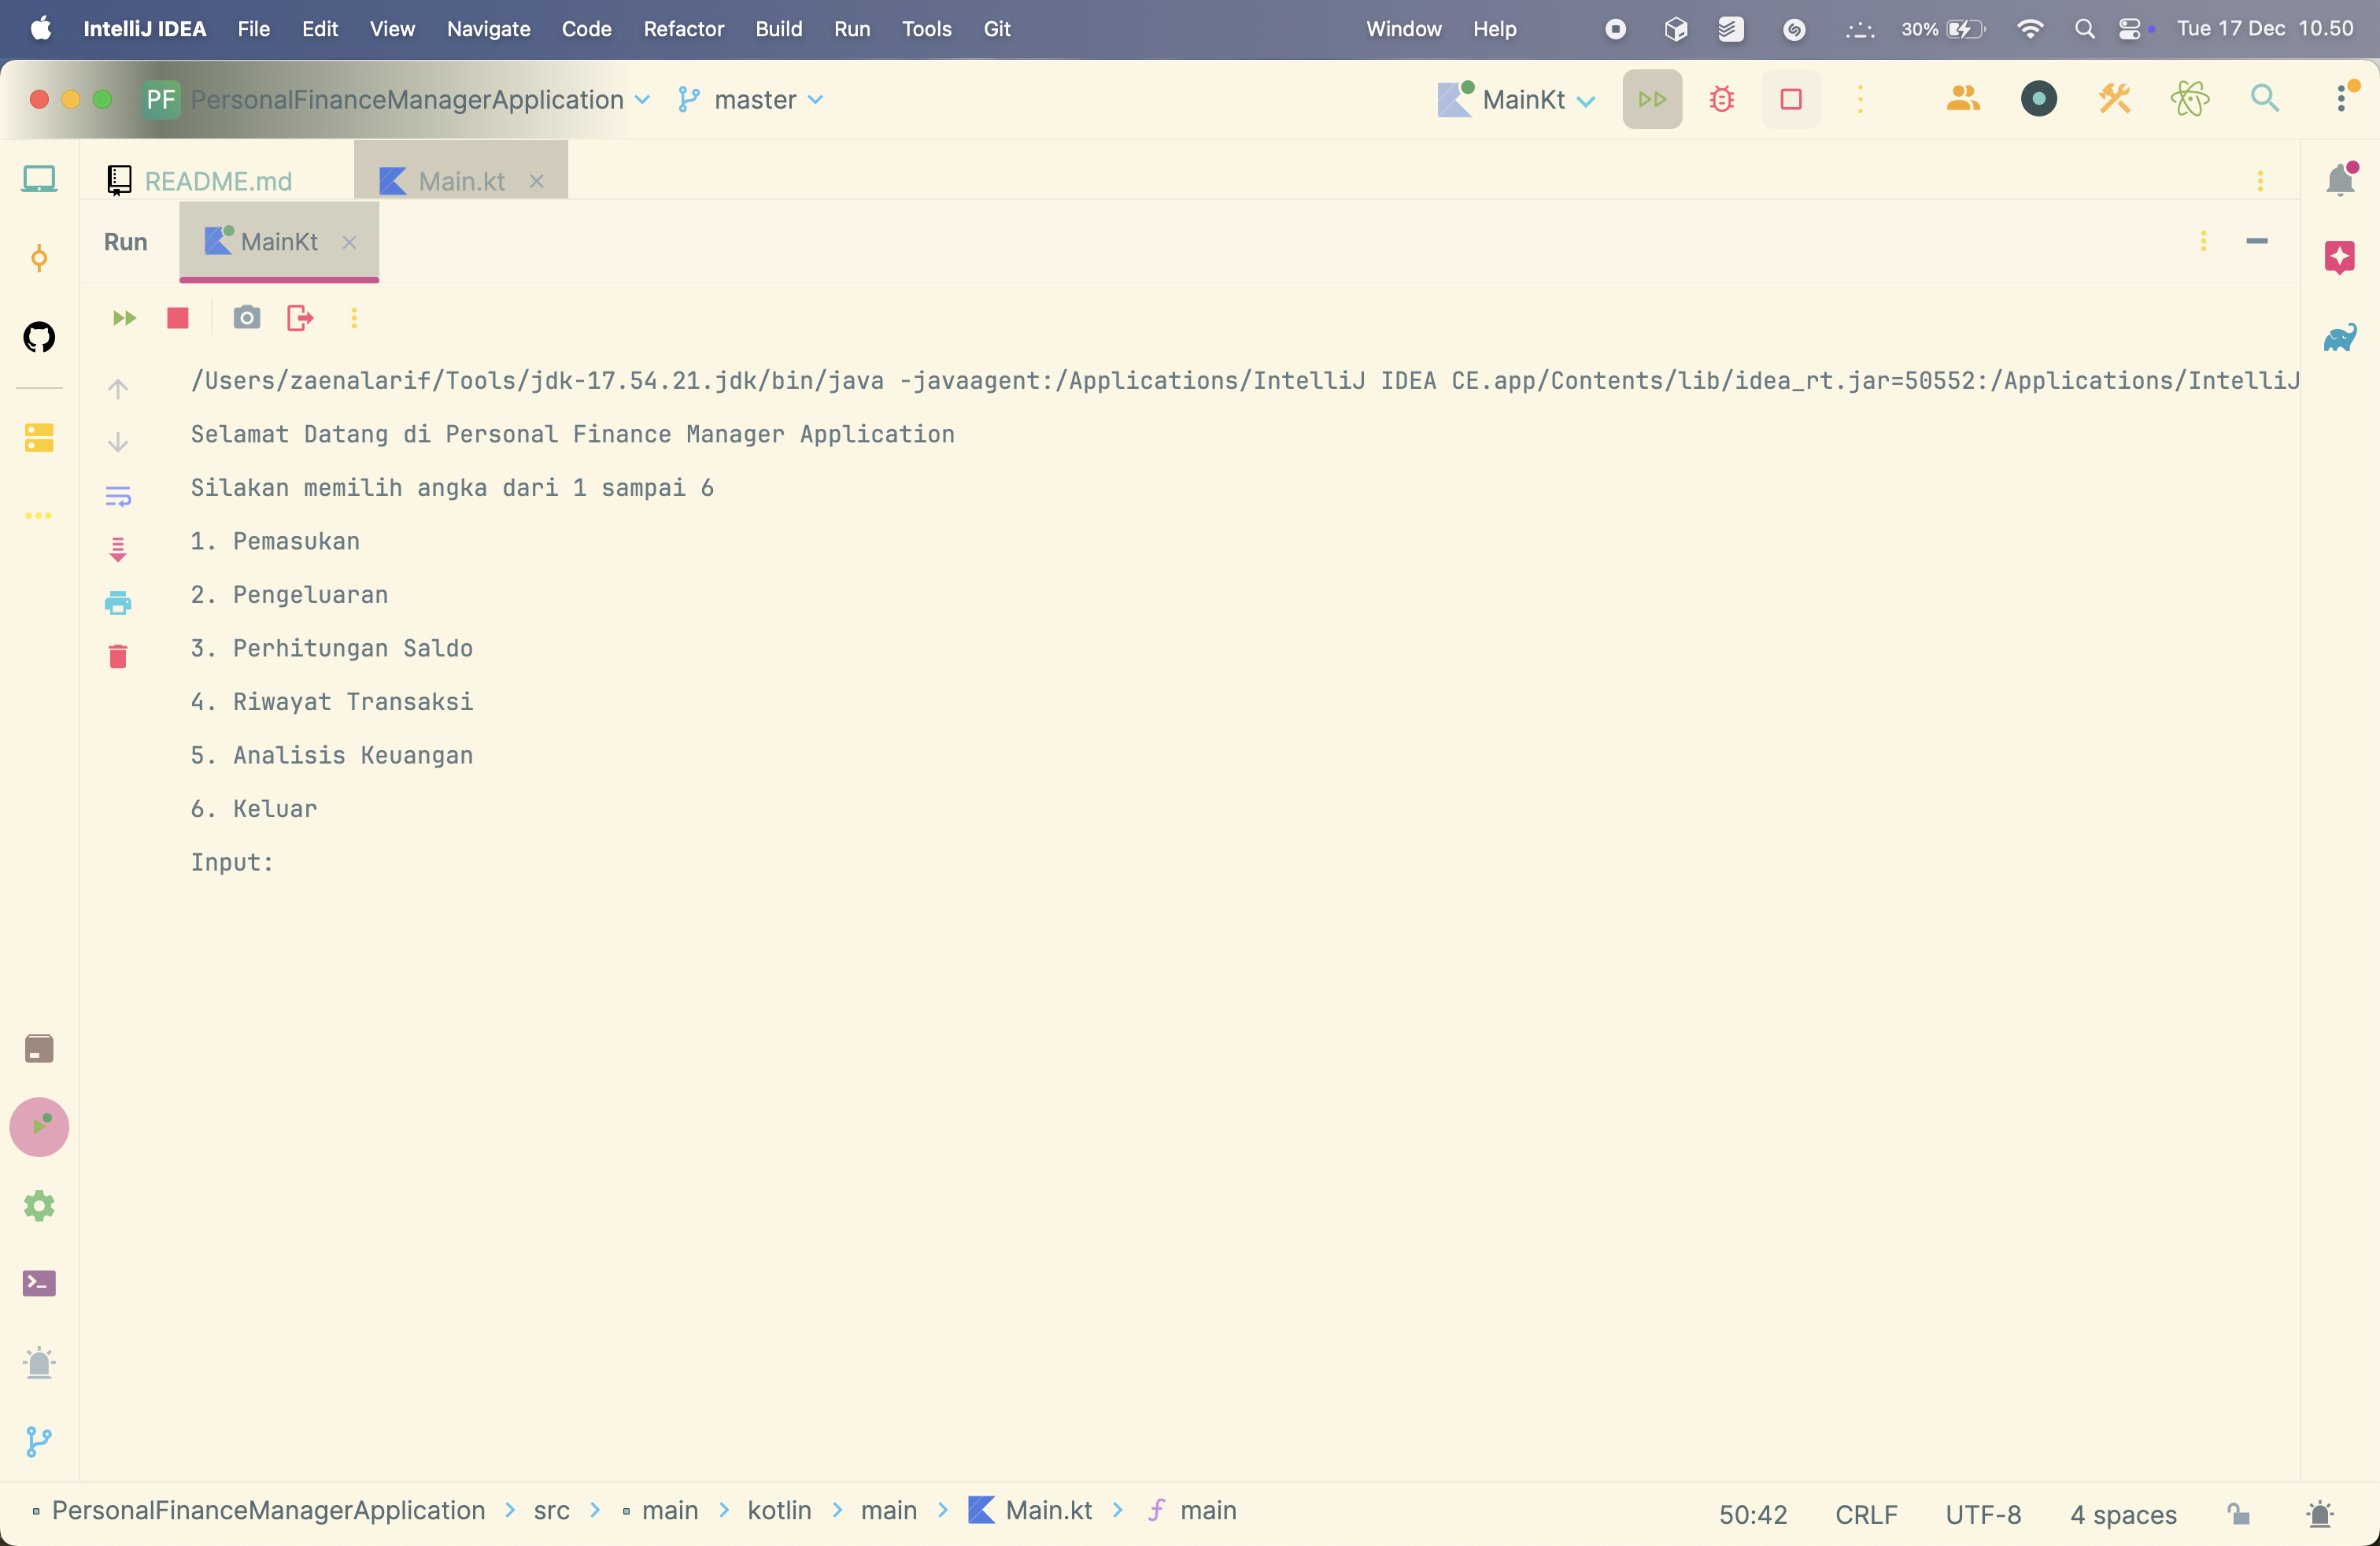 IntelliJ IDEA File Edit View Navigate Code Refactor Build Run Tools Git Window Help 30% Tue 17 Dec 10.50
PF PersonalFinanceManagerApplication master MainKt
README.md Main.kt
Run MainKt
/Users/zaenalarif/Tools/jdk-17.54.21.jdk/bin/java -javaagent:/Applications/IntelliJ IDEA CE.app/Contents/lib/idea_rt.jar=50552:/Applications/IntelliJ
Selamat Datang di Personal Finance Manager Application
Silakan memilih angka dari 1 sampai 6
1. Pemasukan
2. Pengeluaran
3. Perhitungan Saldo
4. Riwayat Transaksi
5. Analisis Keuangan
6. Keluar
Input:
PersonalFinanceManagerApplication > src > main > kotlin > main > Main.kt > main 50:42 CRLF UTF-8 4 spaces